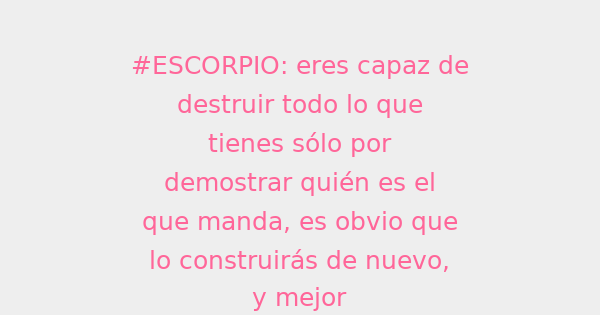 #ESCORPIO: eres capaz de
destruir todo lo que
tienes sólo por
demostrar quién es el
que manda, es obvio que
lo construirás de nuevo,
y mejor